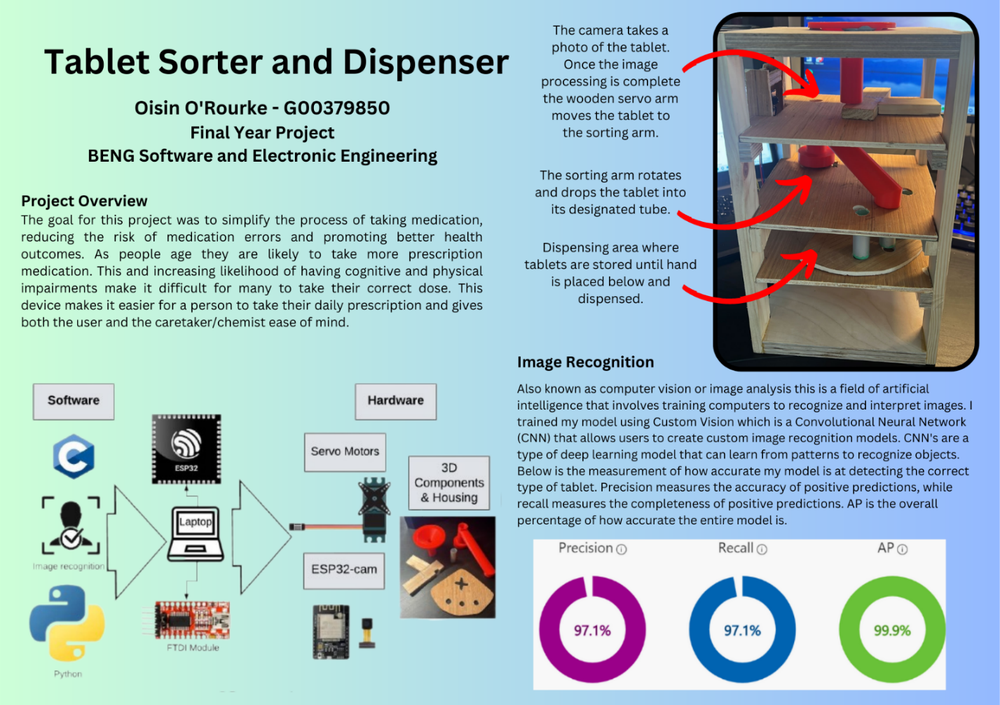 Tablet Sorter and Dispenser
Oisin O'Rourke - G00379850
Final Year Project
BENG Software and Electronic Engineering
Project Overview
The goal for this project was to simplify the process of taking medication,
reducing the risk of medication errors and promoting better health
outcomes. As people age they are likely to take more prescription
medication. This and increasing likelihood of having cognitive and physical
impairments make it difficult for many to take their correct dose. This
device makes it easier for a person to take their daily prescription and gives
both the user and the caretaker/chemist ease of mind.
Software
C
Image recognition
Python
ESP32
Laptop
FTDI Module
Hardware
Servo Motors
3D
Components
& Housing
ESP32-cam
The camera takes a
photo of the tablet.
Once the image
processing is complete
the wooden servo arm
moves the tablet to
the sorting arm.
The sorting arm rotates
and drops the tablet into
its designated tube.
Dispensing area where
tablets are stored until hand
is placed below and
dispensed.
Image Recognition
Also known as computer vision or image analysis this is a field of artificial
intelligence that involves training computers to recognize and interpret images. I
trained my model using Custom Vision which is a Convolutional Neural Network
(CNN) that allows users to create custom image recognition models. CNN's are a
type of deep learning model that can learn from patterns to recognize objects.
Below is the measurement of how accurate my model is at detecting the correct
type of tablet. Precision measures the accuracy of positive predictions, while
recall measures the completeness of positive predictions. AP is the overall
percentage of how accurate the entire model is.
Precision
Recall
AP
97.1%
97.1%
99.9%